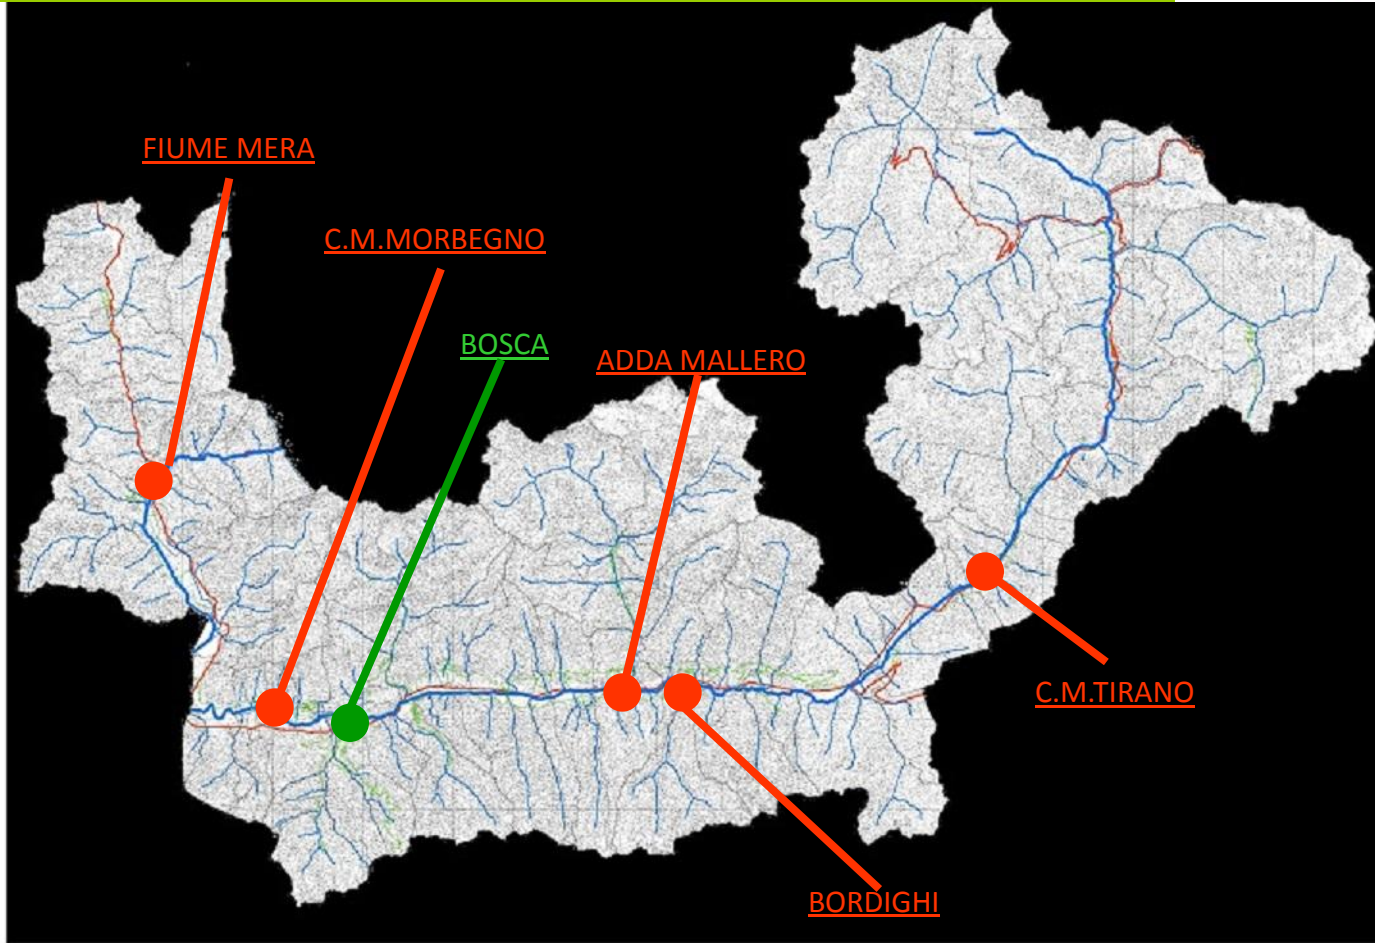 FIUME MERA
C.M.MORBEGNO
BOSCA
ADDA MALLERO
C.M.TIRANO
BORDIGHI